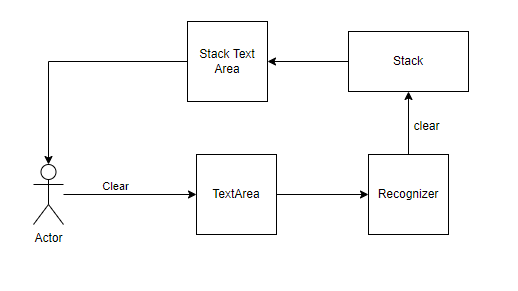 Stack Text
Area
Stack
clear
Clear
TextArea
Recognizer
Actor